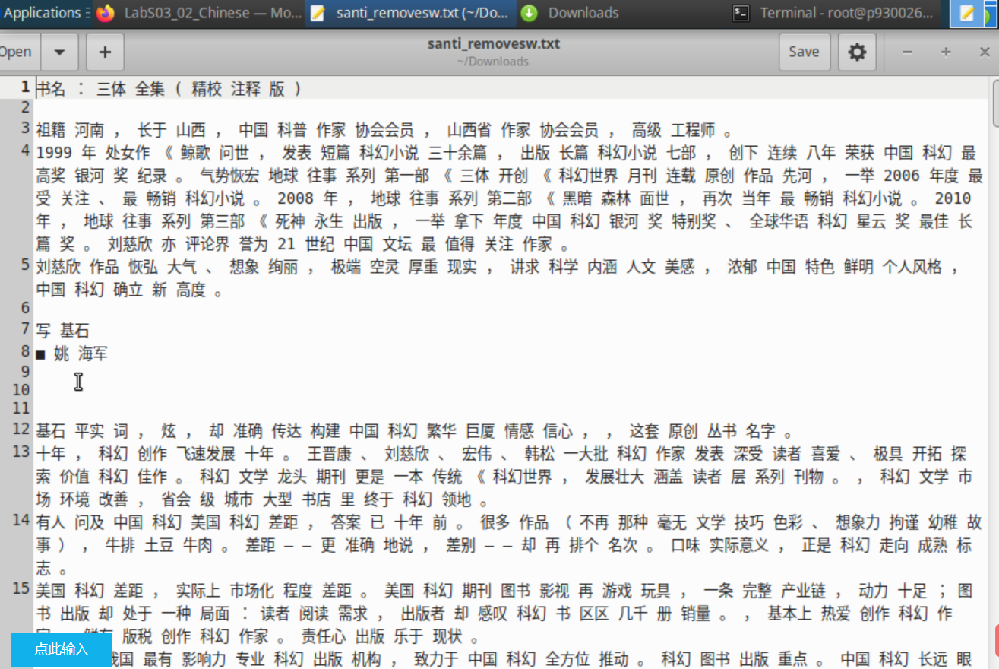 Applications
LabS03_02_Chinese — Mo...
santi_removesw.txt (~/Do...
Downloads
Terminal - root@p930026...
Open
+
santi_removesw.txt
~/Downloads
Save
1 书名 : 三体 全集 ( 精校 注释 版 )
2
3 祖籍 河南 , 长于 山西 , 中国 科普 作家 协会会员 , 山西省 作家 协会会员 , 高级 工程师 。
4 1999 年 处女作 《 鲸歌 问世 , 发表 短篇 科幻小说 三十余篇 , 出版 长篇 科幻小说 七部 , 创下 连续 八年 荣获 中国 科幻 最
高奖 银河 奖 纪录 。 气势恢宏 地球 往事 系列 第一部 《 三体 开创 《 科幻世界 月刊 连载 原创 作品 先河 , 一举 2006 年度 最
受 关注 、 最 畅销 科幻小说 。 2008 年 , 地球 往事 系列 第二部 《 黑暗 森林 面世 , 再次 当年 最 畅销 科幻小说 。 2010
年 , 地球 往事 系列 第三部 《 死神 永生 出版 , 一举 拿下 年度 中国 科幻 银河 奖 特别奖 、 全球华语 科幻 星云 奖 最佳 长
篇 奖 。 刘慈欣 亦 评论界 誉为 21 世纪 中国 文坛 最 值得 关注 作家 。
5 刘慈欣 作品 恢弘 大气 、 想象 绚丽 , 极端 空灵 厚重 现实 , 讲求 科学 内涵 人文 美感 , 浓郁 中国 特色 鲜明 个人风格 ,
中国 科幻 确立 新 高度 。
6
7 写 基石
8 ■ 姚 海军
9
10
11
12 基石 平实 词 , 炫 , 却 准确 传达 构建 中国 科幻 繁华 巨厦 情感 信心 , , 这套 原创 丛书 名字 。
13 十年 , 科幻 创作 飞速发展 十年 。 王晋康 、 刘慈欣 、 宏伟 、 韩松 一大批 科幻 作家 发表 深受 读者 喜爱 、 极具 开拓 探
索 价值 科幻 佳作 。 科幻 文学 龙头 期刊 更是 一本 传统 《 科幻世界 , 发展壮大 涵盖 读者 层 系列 刊物 。 , 科幻 文学 市
场 环境 改善 , 省会 级 城市 大型 书店 里 终于 科幻 领地 。
14 有人 问及 中国 科幻 美国 科幻 差距 , 答案 已 十年 前 。 很多 作品 ( 不再 那种 毫无 文学 技巧 色彩 、 想象力 拘谨 幼稚 故
事 ) , 牛排 土豆 牛肉 。 差距 — — 更 准确 地说 , 差别 — — 却 再 排个 名次 。 口味 实际意义 , 正是 科幻 走向 成熟 标
志 。
15 美国 科幻 差距 , 实际上 市场化 程度 差距 。 美国 科幻 期刊 图书 影视 再 游戏 玩具 , 一条 完整 产业链 , 动力 十足 ; 图
书 出版 却 处于 一种 局面 : 读者 阅读 需求 , 出版者 却 感叹 科幻 书 区区 几千 册 销量 。 , 基本上 热爱 创作 科幻 作
版税 创作 科幻 作家 。 责任心 出版 乐于 现状 。
点此输入
我国 最有 影响力 专业 科幻 出版 机构 , 致力于 中国 科幻 全方位 推动 。 科幻 图书 出版 重点 。 中国 科幻 长远 眼